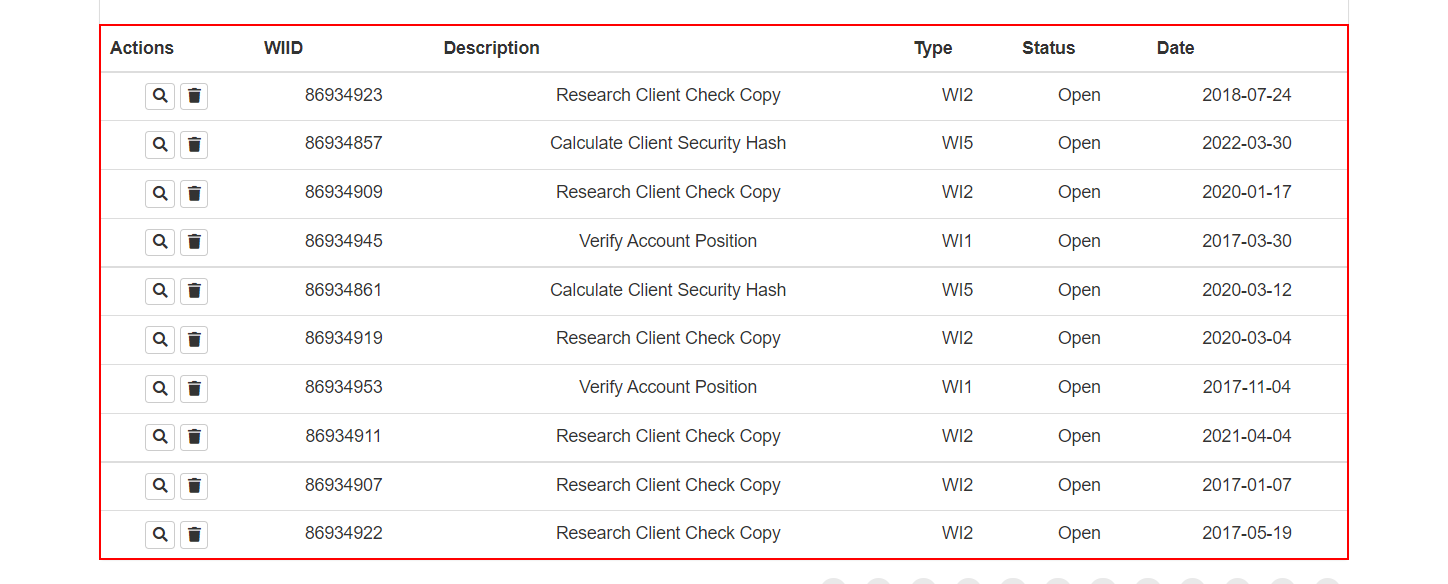 Actions WIID Description Type Status Date
86934923 Research Client Check Copy WI2 Open 2018-07-24
86934857 Calculate Client Security Hash WI5 Open 2022-03-30
86934909 Research Client Check Copy WI2 Open 2020-01-17
86934945 Verify Account Position WI1 Open 2017-03-30
86934861 Calculate Client Security Hash WI5 Open 2020-03-12
86934919 Research Client Check Copy WI2 Open 2020-03-04
86934953 Verify Account Position WI1 Open 2017-11-04
86934911 Research Client Check Copy WI2 Open 2021-04-04
86934907 Research Client Check Copy WI2 Open 2017-01-07
86934922 Research Client Check Copy WI2 Open 2017-05-19